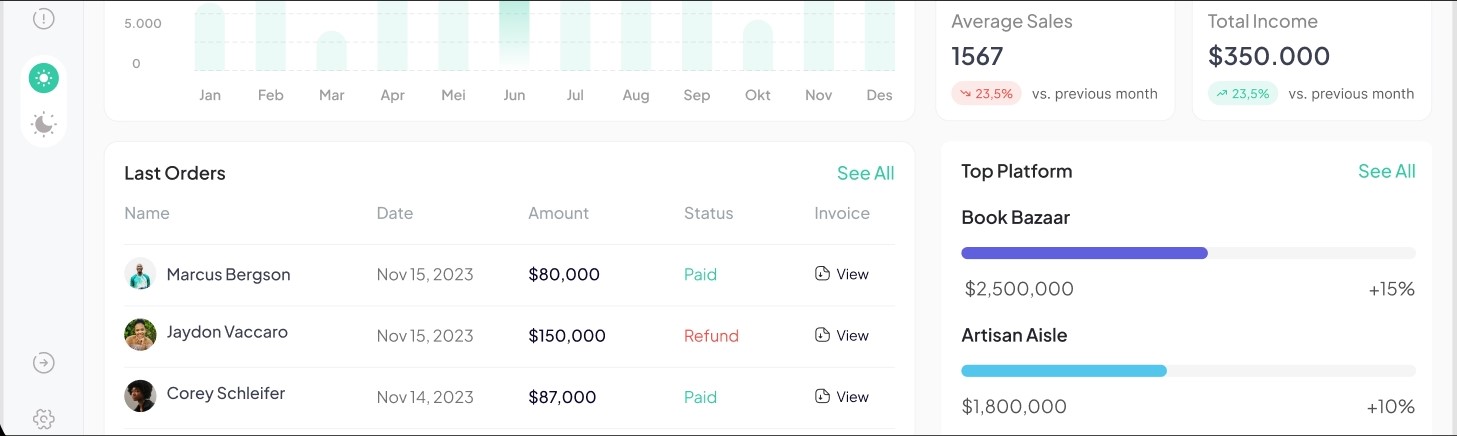 5.000
0
Jan Feb Mar Apr Mei Jun Jul Aug Sep Okt Nov Des
Average Sales
1567
23,5% vs. previous month
Total Income
$350.000
23,5% vs. previous month
Last Orders See All
Name Date Amount Status Invoice
Marcus Bergson Nov 15, 2023 $80,000 Paid View
Jaydon Vaccaro Nov 15, 2023 $150,000 Refund View
Corey Schleifer Nov 14, 2023 $87,000 Paid View
Top Platform See All
Book Bazaar
$2,500,000 +15%
Artisan Aisle
$1,800,000 +10%